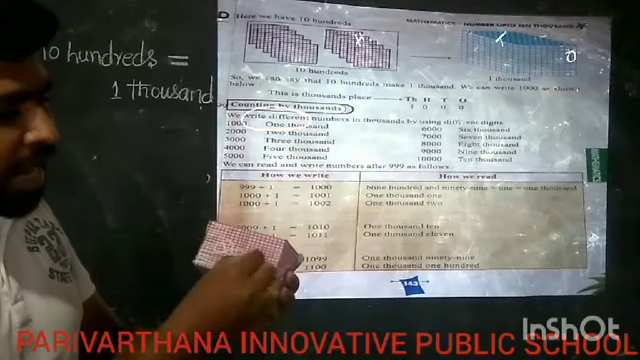 10 hundreds =
1 thousand
D Here we have 10 hundreds
MATHEMATICS - NUMBER UPTO TEN THOUSAND
H
T
O
10 hundreds
1 thousand
So, we can say that 10 hundreds make 1 thousand. We can write 1000 as shown
below
This is thousands place Th H T O
1 0 0 0
Counting by thousands
We write different numbers in thousands by using different digits
One thousand 6000 Six thousand
2000 Two thousand 7000 Seven thousand
3000 Three thousand 8000 Eight thousand
4000 Four thousand 9000 Nine thousand
5000 Five thousand 10000 Ten thousand
We can read and write numbers after 999 as follows
How we write How we read
999 + 1 = 1000 Nine hundred and ninety-nine + one = one thousand
1000 + 1 = 1001 One thousand one
1000 + 1 = 1002 One thousand two
+ 1 = 1010 One thousand ten
= 1011 One thousand eleven
1099 One thousand ninety-nine
1100 One thousand one hundred
143
InShOt
PARIVARTHANA INNOVATIVE PUBLIC SCHOOL